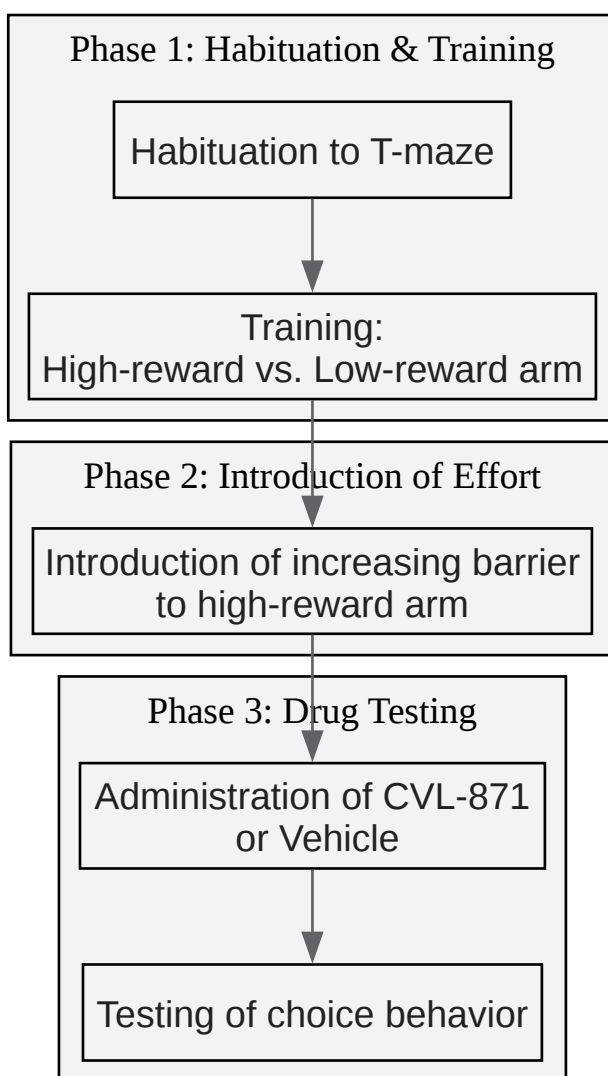 Phase 1: Habituation & Training
Habituation to T-maze
Training:
High-reward vs. Low-reward arm
Phase 2: Introduction of Effort
Introduction of increasing barrier
to high-reward arm
Phase 3: Drug Testing
Administration of CVL-871
or Vehicle
Testing of choice behavior